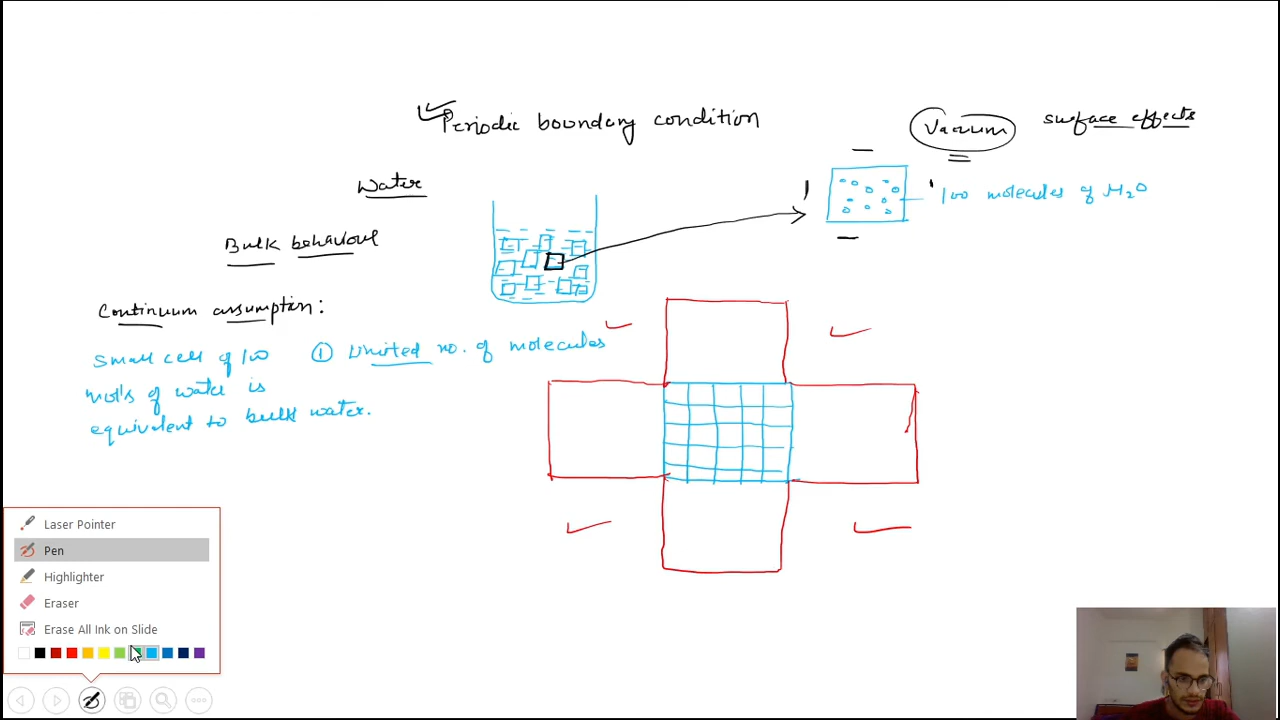 Periodic boundary condition
Vacuum
surface effects
Water
100 molecules of H2O
Bulk behaviour
Continuum assumption:
Small cell of 100
mol's of water is
equivalent to bulk water.
① Limited no. of molecules
Laser Pointer
Pen
Highlighter
Eraser
Erase All Ink on Slide